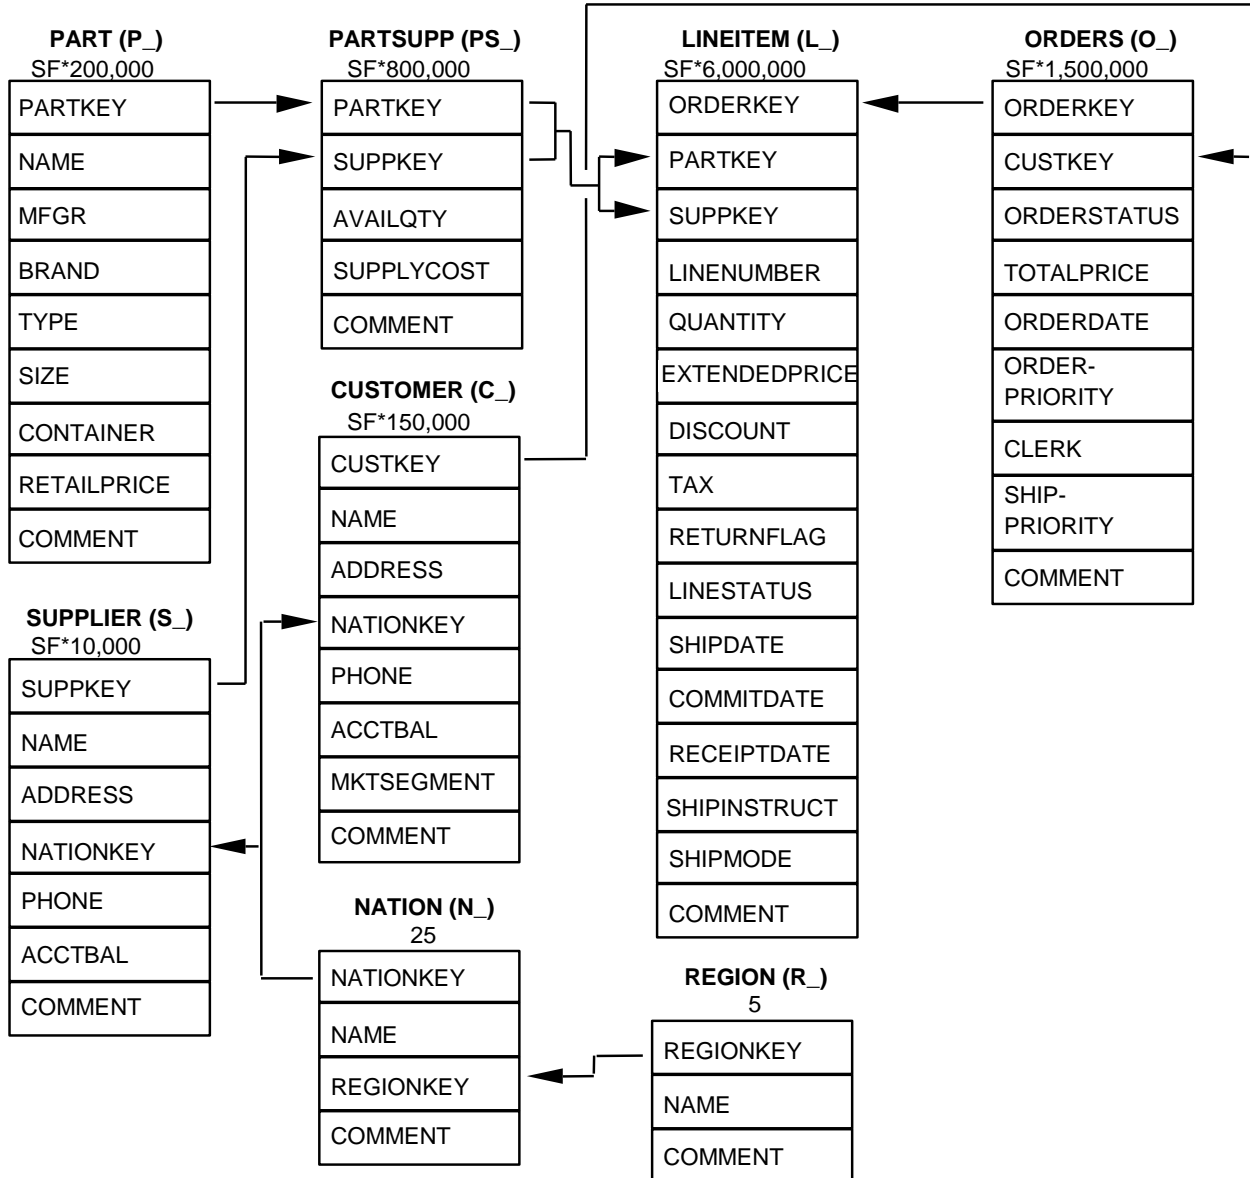 PART (P_)
SF*200,000
PARTKEY
NAME
MFGR
BRAND
TYPE
SIZE
CONTAINER
RETAILPRICE
COMMENT
SUPPLIER (S_)
SF*10,000
SUPPKEY
NAME
ADDRESS
NATIONKEY
PHONE
ACCTBAL
COMMENT
PARTSUPP (PS_)
SF*800,000
PARTKEY
SUPPKEY
AVAILQTY
SUPPLYCOST
COMMENT
CUSTOMER (C_)
SF*150,000
CUSTKEY
NAME
ADDRESS
NATIONKEY
PHONE
ACCTBAL
MKTSEGMENT
COMMENT
NATION (N_)
25
NATIONKEY
NAME
REGIONKEY
COMMENT
LINEITEM (L_)
SF*6,000,000
ORDERKEY
PARTKEY
SUPPKEY
LINENUMBER
QUANTITY
EXTENDEDPRICE
DISCOUNT
TAX
RETURNFLAG
LINESTATUS
SHIPDATE
COMMITDATE
RECEIPTDATE
SHIPINSTRUCT
SHIPMODE
COMMENT
REGION (R_)
5
REGIONKEY
NAME
COMMENT
ORDERS (O_)
SF*1,500,000
ORDERKEY
CUSTKEY
ORDERSTATUS
TOTALPRICE
ORDERDATE
ORDER-
PRIORITY
CLERK
SHIP-
PRIORITY
COMMENT